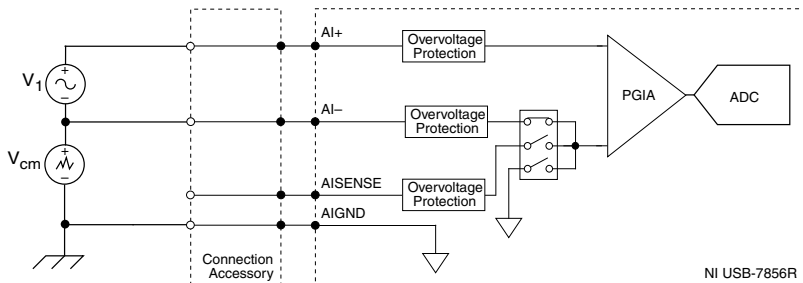 AI+
Overvoltage
Protection
V1
+
−
PGIA
ADC
AI−
Overvoltage
Protection
Vcm
+
−
AISENSE
Overvoltage
Protection
AIGND
Connection
Accessory
NI USB-7856R